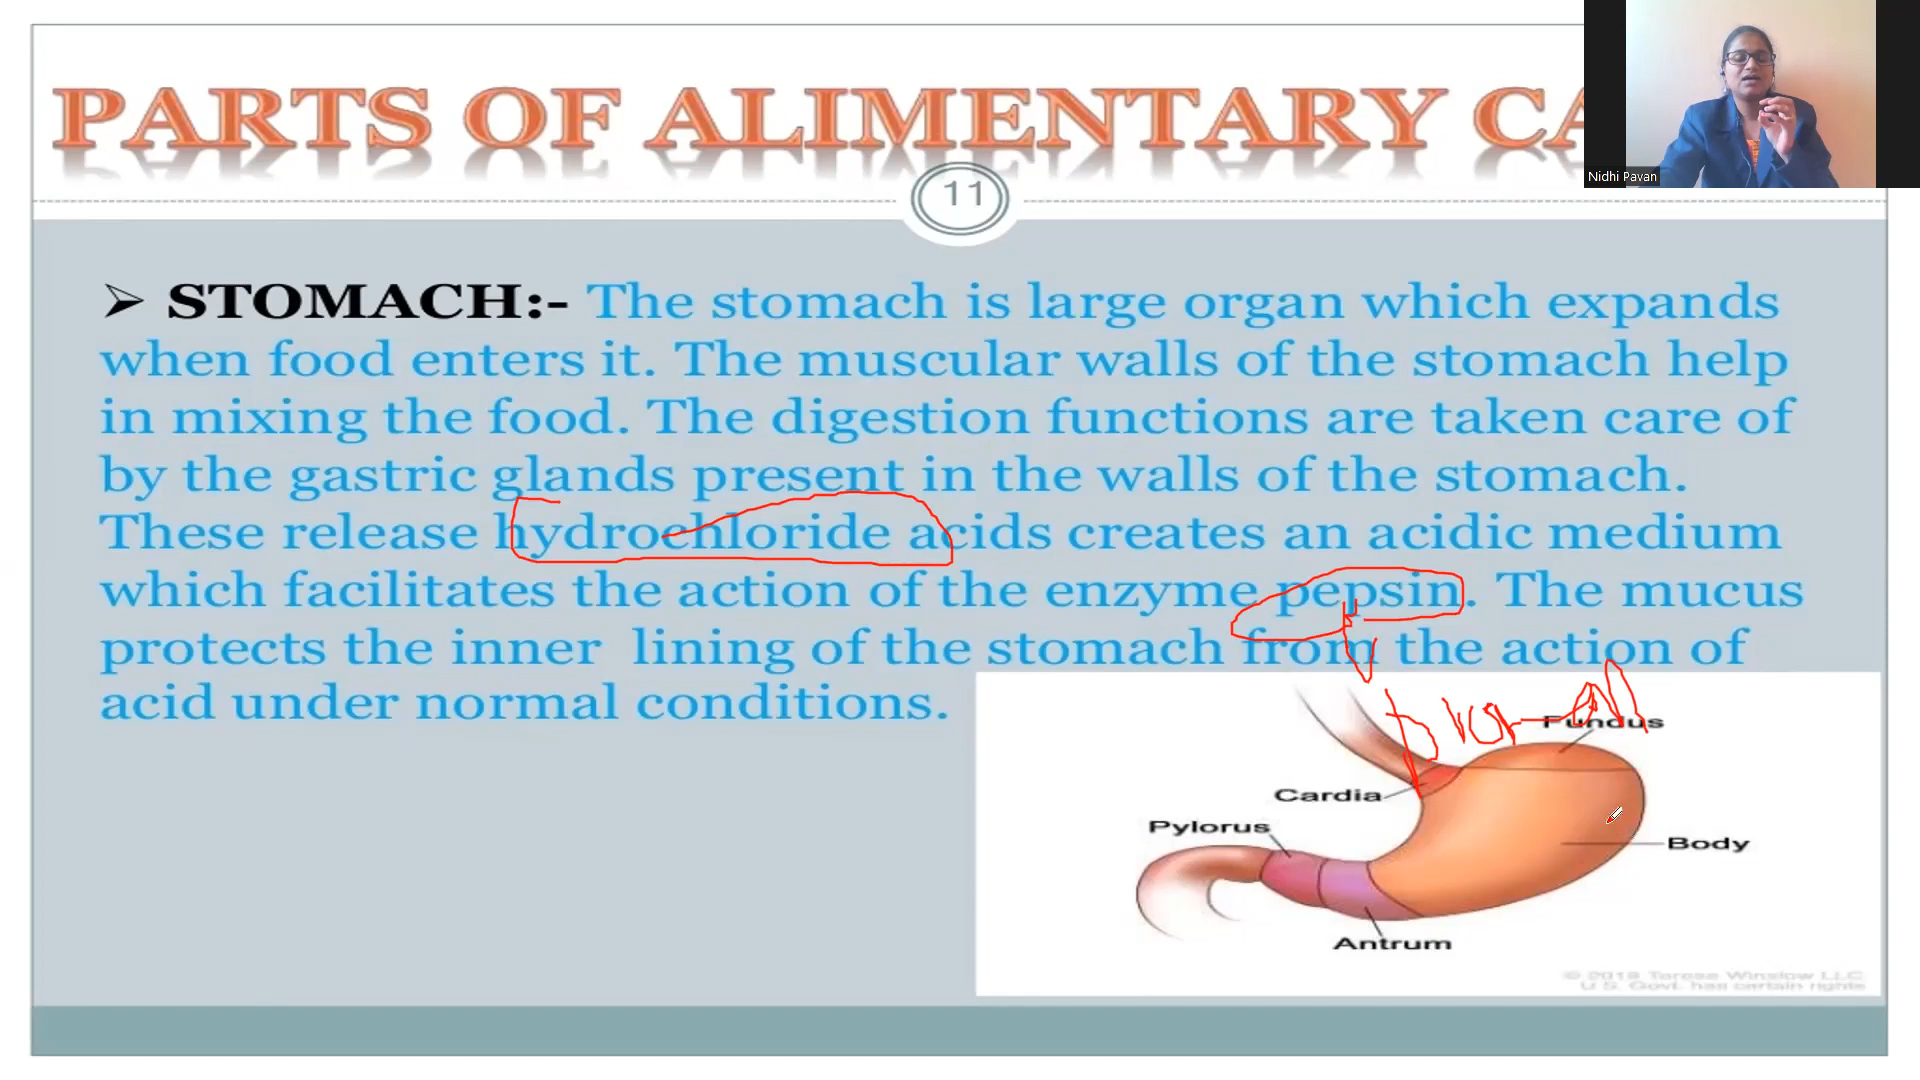 PARTS OF ALIMENTARY CA
Nidhi Pavan
11
➢ STOMACH:- The stomach is large organ which expands
when food enters it. The muscular walls of the stomach help
in mixing the food. The digestion functions are taken care of
by the gastric glands present in the walls of the stomach.
These release hydrochloride acids creates an acidic medium
which facilitates the action of the enzyme pepsin. The mucus
protects the inner lining of the stomach from the action of
acid under normal conditions.
Fundus
Cardia
Pylorus
Body
Antrum
© 2019 Terese Winslow LLC
U.S. Govt. has certain rights